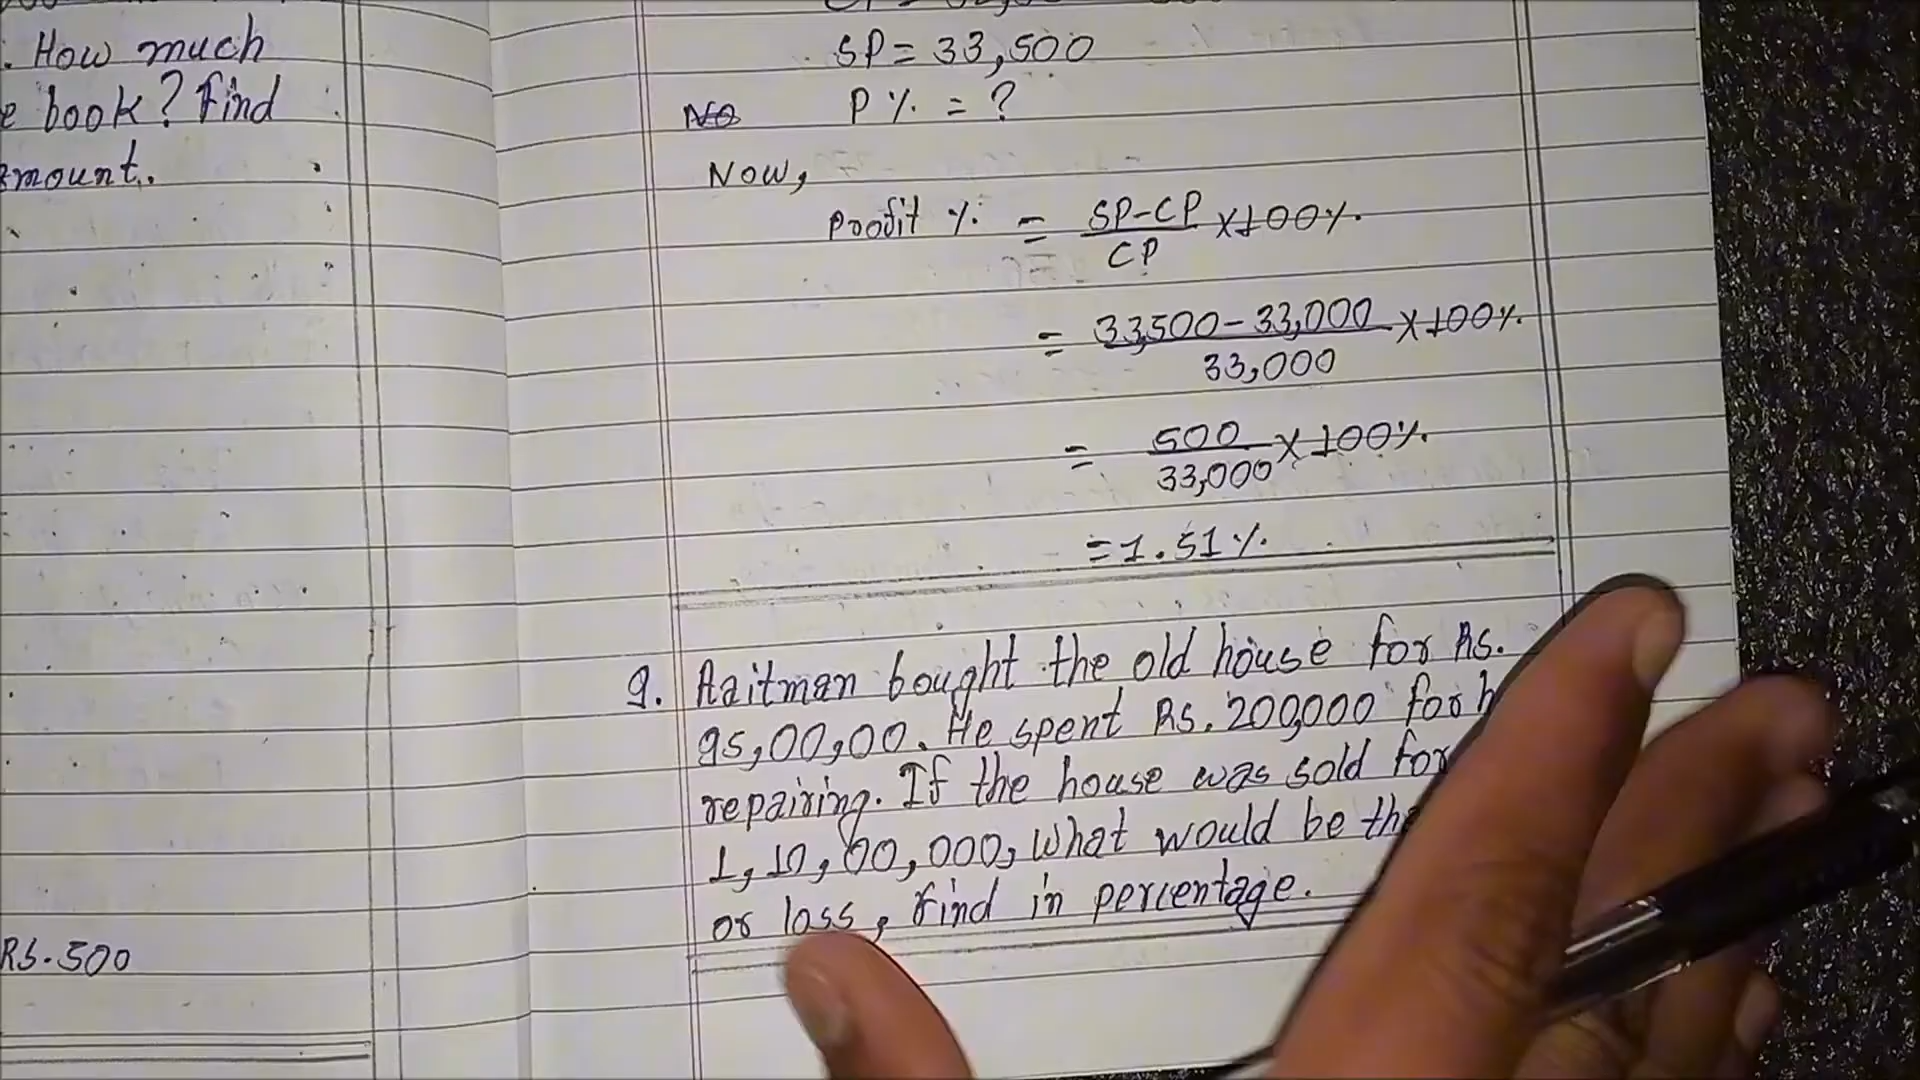 . How much
e book? Find
amount.
RS. 500
SP = 33,500
No P % = ?
Now,
Profit % = SP-CP/CP ×100%.
= 33,500-33,000/33,000 ×100%.
= 500/33,000 ×100%.
=1.51%.
9. Aaitman bought the old house for Rs.
95,00,00. He spent Rs. 200,000 for
repairing. If the house was sold for
1,10,00,000, What would be the
or loss, Find in percentage.